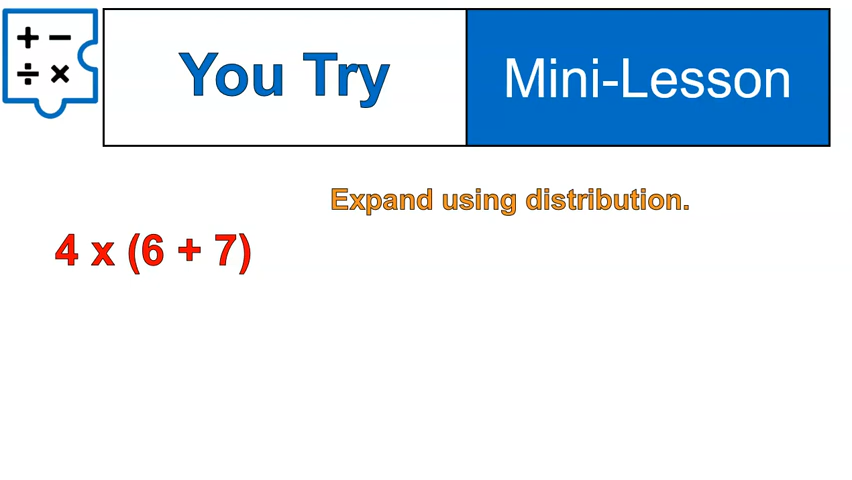 + −
÷ ×
You Try
Mini-Lesson
Expand using distribution.
4 x (6 + 7)